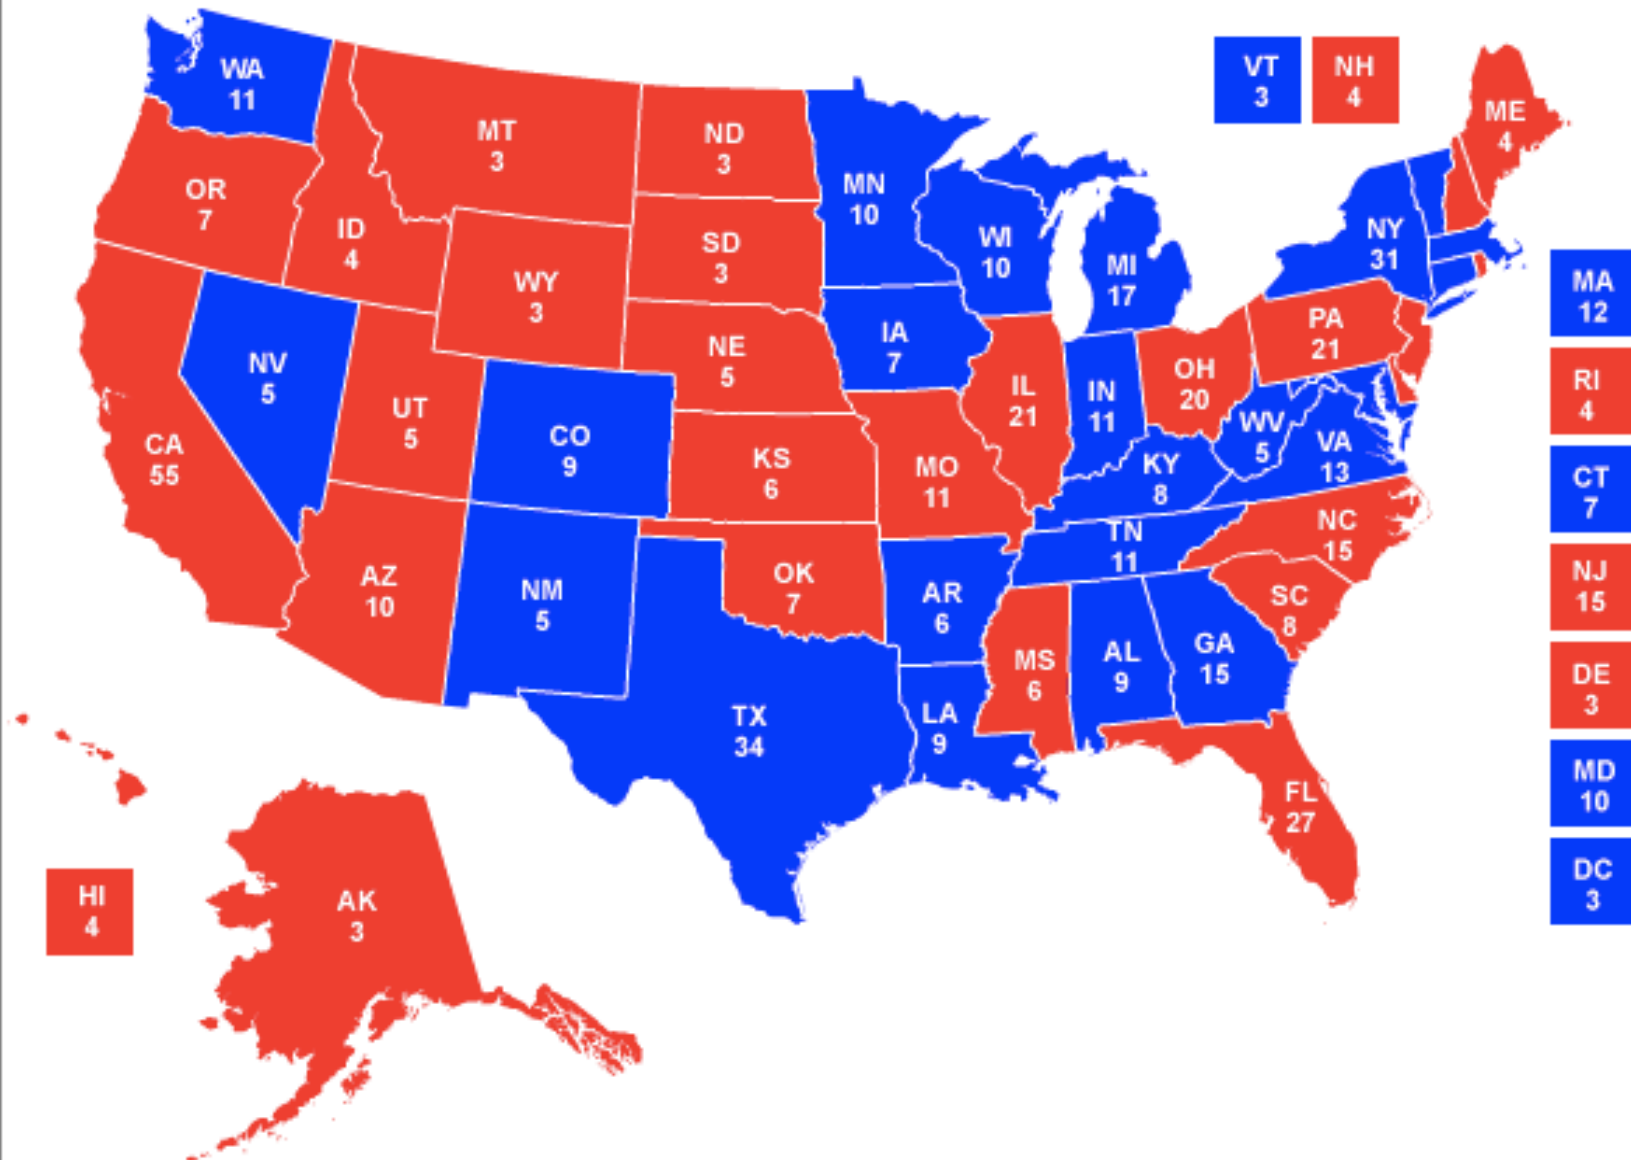 WA
11
VT
3
NH
4
ME
4
MT
3
ND
3
OR
7
MN
10
ID
4
SD
3
WI
10
NY
31
MI
17
WY
3
MA
12
NV
5
NE
5
IA
7
PA
21
UT
5
IL
21
IN
11
OH
20
RI
4
CA
55
CO
9
KS
6
MO
11
KY
8
WV
5
VA
13
CT
7
AZ
10
NM
5
OK
7
AR
6
TN
11
NC
15
SC
8
NJ
15
MS
6
AL
9
GA
15
DE
3
TX
34
LA
9
FL
27
MD
10
HI
4
AK
3
DC
3